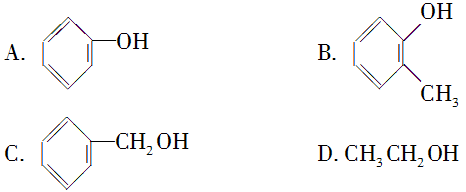 A. OH
B. OH
CH₃
C. CH₂OH
D. CH₃CH₂OH